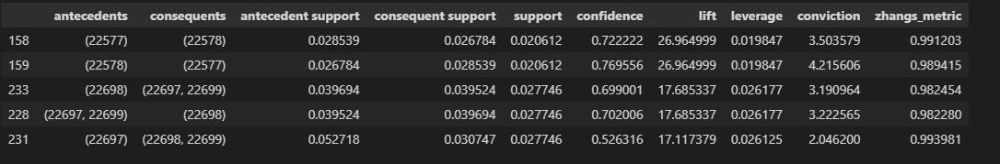 antecedents consequents antecedent support consequent support support confidence lift leverage conviction zhangs_metric
158 (22577) (22578) 0.028539 0.026784 0.020612 0.722222 26.964999 0.019847 3.503579 0.991203
159 (22578) (22577) 0.026784 0.028539 0.020612 0.769556 26.964999 0.019847 4.215606 0.989415
233 (22698) (22697, 22699) 0.039694 0.039524 0.027746 0.699001 17.685337 0.026177 3.190964 0.982454
228 (22697, 22699) (22698) 0.039524 0.039694 0.027746 0.702006 17.685337 0.026177 3.222565 0.982280
231 (22697) (22698, 22699) 0.052718 0.030747 0.027746 0.526316 17.117379 0.026125 2.046200 0.993981